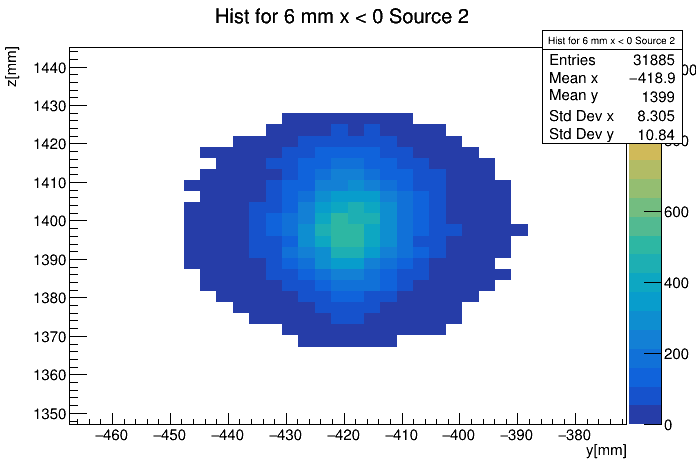 Hist for 6 mm x < 0 Source 2
Hist for 6 mm x < 0 Source 2
Entries 31885
Mean x −418.9
Mean y 1399
Std Dev x 8.305
Std Dev y 10.84
z[mm]
1440
1430
1420
1410
1400
1390
1380
1370
1360
1350
−460 −450 −440 −430 −420 −410 −400 −390 −380
y[mm]
600
400
200
0